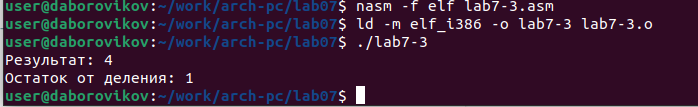 user@daborovikov:~/work/arch-pc/lab07$ nasm -f elf lab7-3.asm
user@daborovikov:~/work/arch-pc/lab07$ ld -m elf_i386 -o lab7-3 lab7-3.o
user@daborovikov:~/work/arch-pc/lab07$ ./lab7-3
Результат: 4
Остаток от деления: 1
user@daborovikov:~/work/arch-pc/lab07$